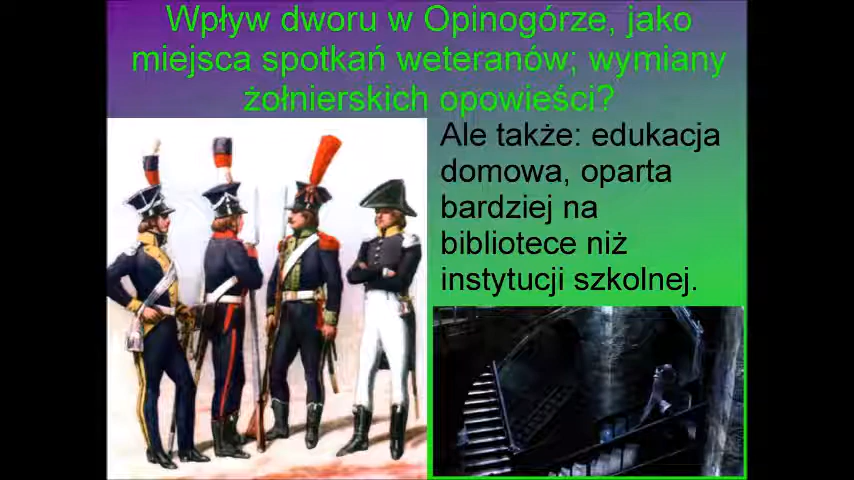 Wpływ dworu w Opinogórze, jako
miejsca spotkań weteranów; wymiany
żołnierskich opowieści?
Ale także: edukacja
domowa, oparta
bardziej na
bibliotece niż
instytucji szkolnej.